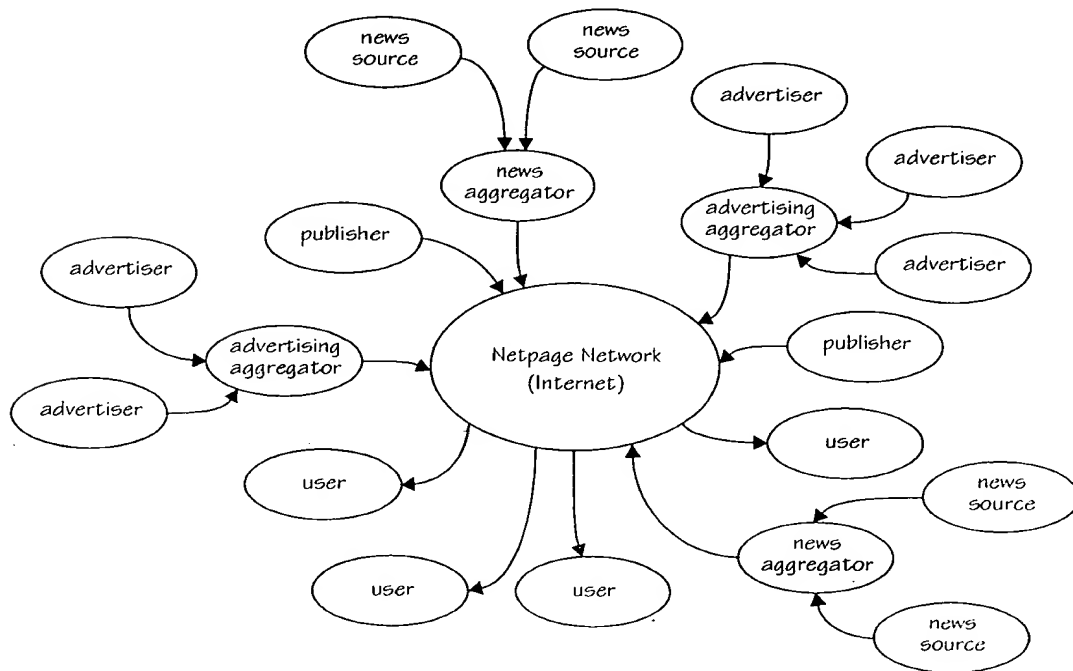 news
source
news
source
advertiser
news
aggregator
advertiser
advertising
aggregator
publisher
advertiser
advertiser
advertising
aggregator
Netpage Network
(Internet)
publisher
advertiser
user
user
news
source
news
aggregator
user
user
news
source